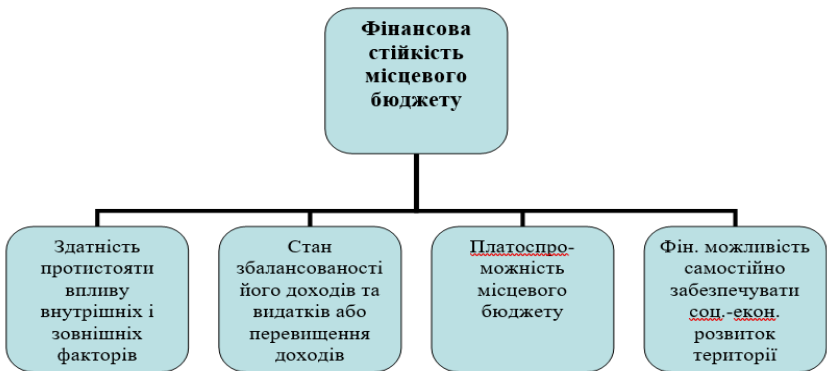 Фінансова
стійкість
місцевого
бюджету
Здатність
протистояти
впливу
внутрішніх і
зовнішніх
факторів
Стан
збалансованості
його доходів та
видатків або
перевищення
доходів
Платоспро-
можність
місцевого
бюджету
Фін. можливість
самостійно
забезпечувати
соц.-екон.
розвиток
території